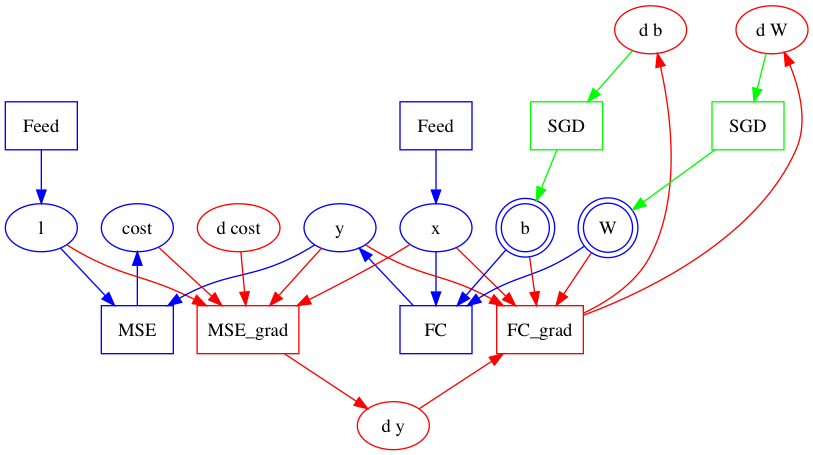 d b
d W
Feed
Feed
SGD
SGD
l
cost
d cost
y
x
b
W
MSE
MSE_grad
FC
FC_grad
d y